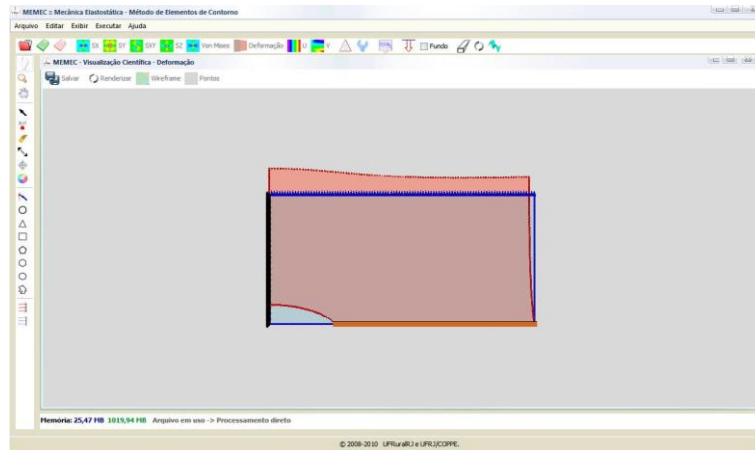 MEMEC :: Mecânica Elastostática - Método de Elementos de Contorno
Arquivo Editar Exibir Executar Ajuda
SX SY SXY SZ Von Mises Deformação U V Fundo
MEMEC - Visualização Científica - Deformação
Salvar Renderizar Wireframe Pontos
Memória: 25,47 MB 1019,94 MB Arquivo em uso -> Processamento direto
© 2008-2010 UFRuralRJ e UFRJ/COPPE.